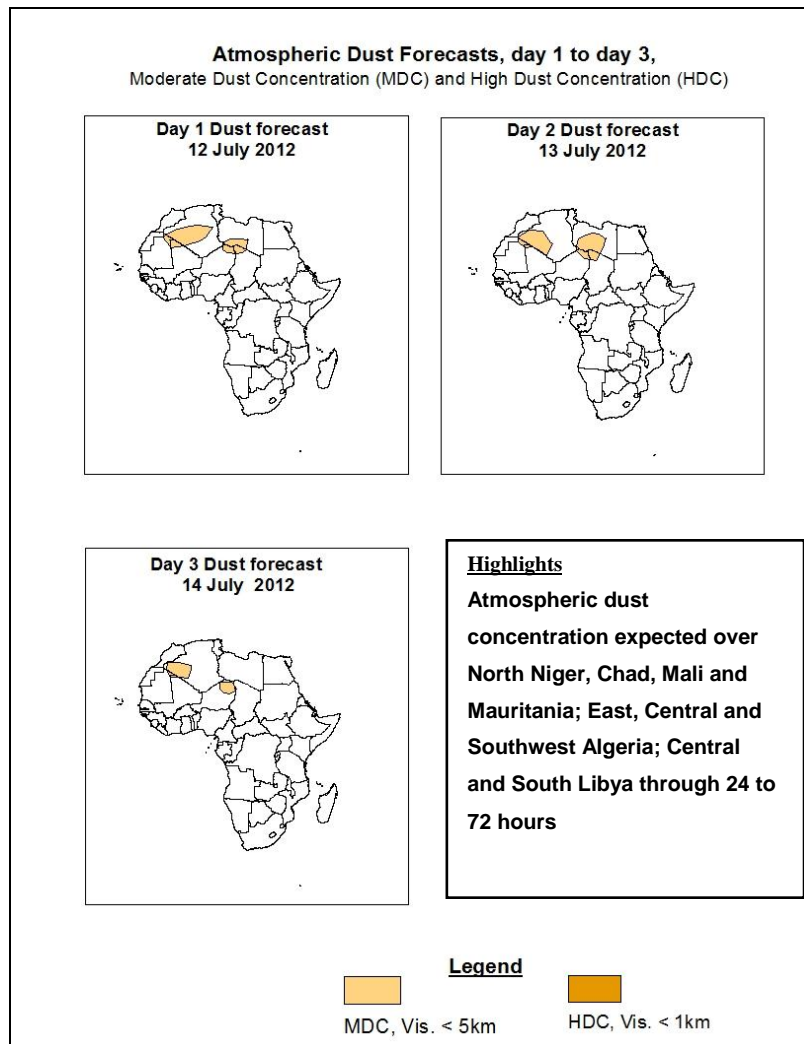 Atmospheric Dust Forecasts, day 1 to day 3,
Moderate Dust Concentration (MDC) and High Dust Concentration (HDC)
Day 1 Dust forecast
12 July 2012
Day 2 Dust forecast
13 July 2012
Day 3 Dust forecast
14 July 2012
Highlights
Atmospheric dust
concentration expected over
North Niger, Chad, Mali and
Mauritania; East, Central and
Southwest Algeria; Central
and South Libya through 24 to
72 hours
Legend
MDC, Vis. < 5km
HDC, Vis. < 1km